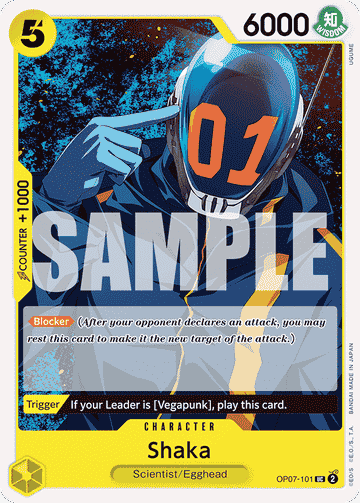 5
6000
知
WISDOM
UGUME
01
COUNTER +1000
SAMPLE
Blocker (After your opponent declares an attack, you may
rest this card to make it the new target of the attack.)
Trigger If your Leader is [Vegapunk], play this card.
CHARACTER
Shaka
Scientist/Egghead
OP07-101 UC 2
©E.O./S., T.A. BANDAI MADE IN JAPAN